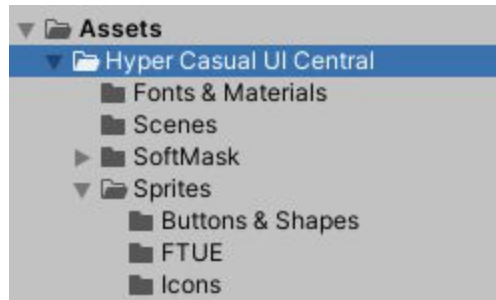 Assets
Hyper Casual UI Central
Fonts & Materials
Scenes
SoftMask
Sprites
Buttons & Shapes
FTUE
Icons